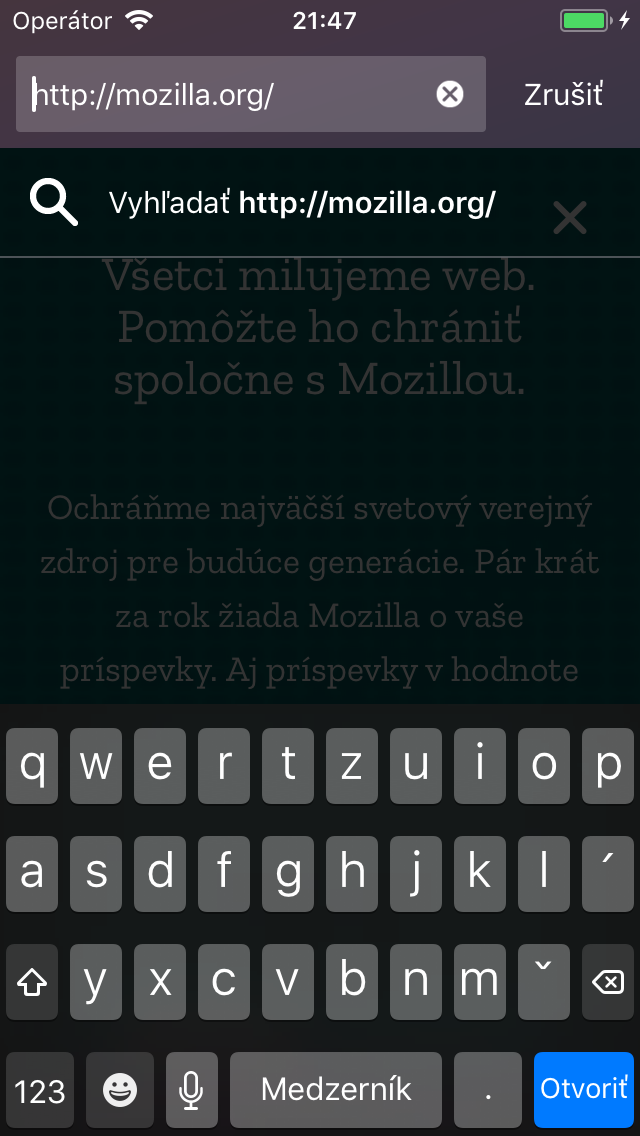 Operátor 21:47
http://mozilla.org/ Zrušiť
Vyhľadať http://mozilla.org/
Všetci milujeme web.
Pomôžte ho chrániť
spoločne s Mozillou.
Ochráňme najväčší svetový verejný
zdroj pre budúce generácie. Pár krát
za rok žiada Mozilla o vaše
príspevky. Aj príspevky v hodnote
q w e r t z u i o p
a s d f g h j k l ´
y x c v b n m ˇ
123 Medzerník . Otvoriť